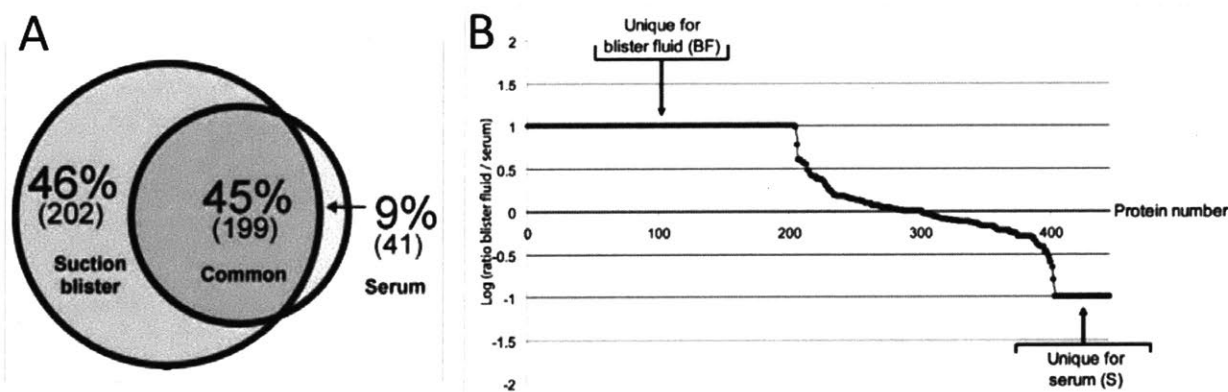 A
46%
(202)
Suction
blister
45%
(199)
Common
9%
(41)
Serum
B
Unique for
blister fluid (BF)
Log (ratio blister fluid / serum)
2
1.5
1
0.5
0
-0.5
-1
-1.5
-2
0
100
200
300
400
Protein number
Unique for
serum (S)